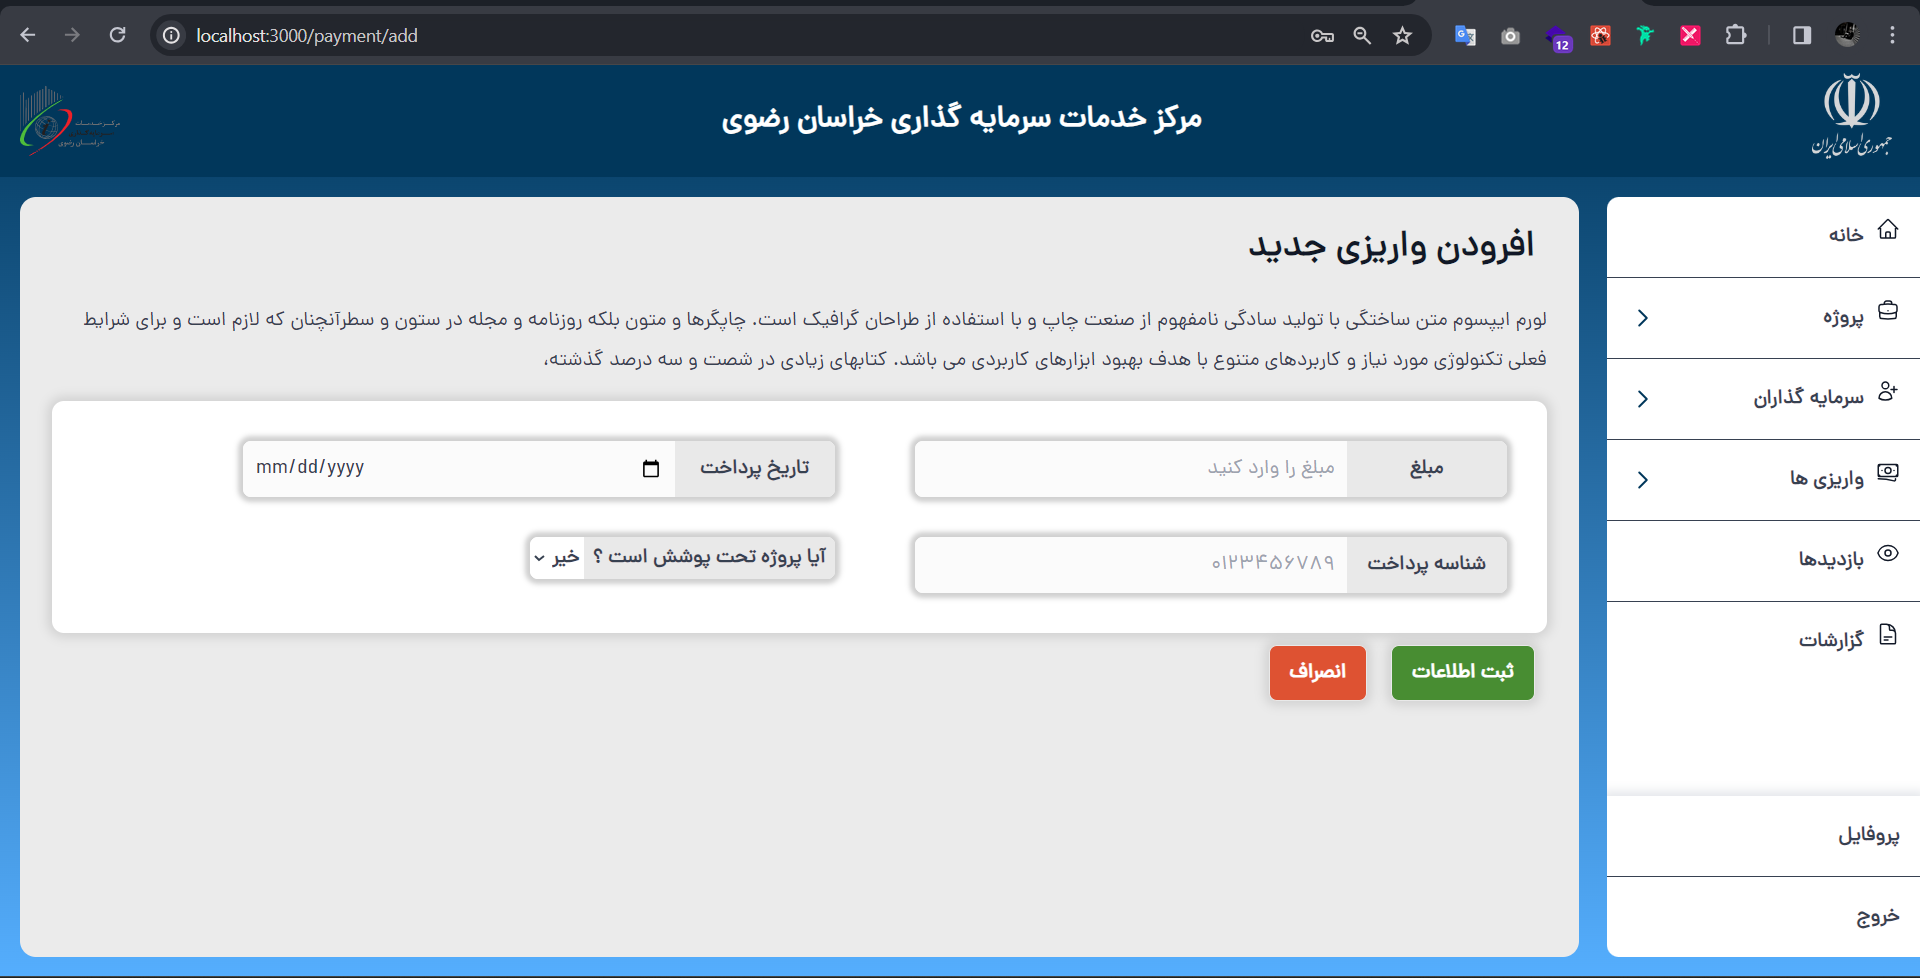 localhost:3000/payment/add
12
جمهوری اسلامی ایران
مرکز خدمات سرمایه گذاری خراسان رضوی
مرکز خدمات
خراسان رضوی
خانه
پروژه
سرمایه گذاران
واریزی ها
بازدیدها
گزارشات
پروفایل
خروج
افرودن واریزی جدید
لورم ایپسوم متن ساختگی با تولید سادگی نامفهوم از صنعت چاپ و با استفاده از طراحان گرافیک است. چاپگرها و متون بلکه روزنامه و مجله در ستون و سطرآنچنان که لازم است و برای شرایط
فعلی تکنولوژی مورد نیاز و کاربردهای متنوع با هدف بهبود ابزارهای کاربردی می باشد. کتابهای زیادی در شصت و سه درصد گذشته،
مبلغ مبلغ را وارد کنید
تاریخ پرداخت mm/dd/yyyy
شناسه پرداخت ۰۱۲۳۴۵۶۷۸۹
آیا پروژه تحت پوشش است ؟ خیر
ثبت اطلاعات
انصراف